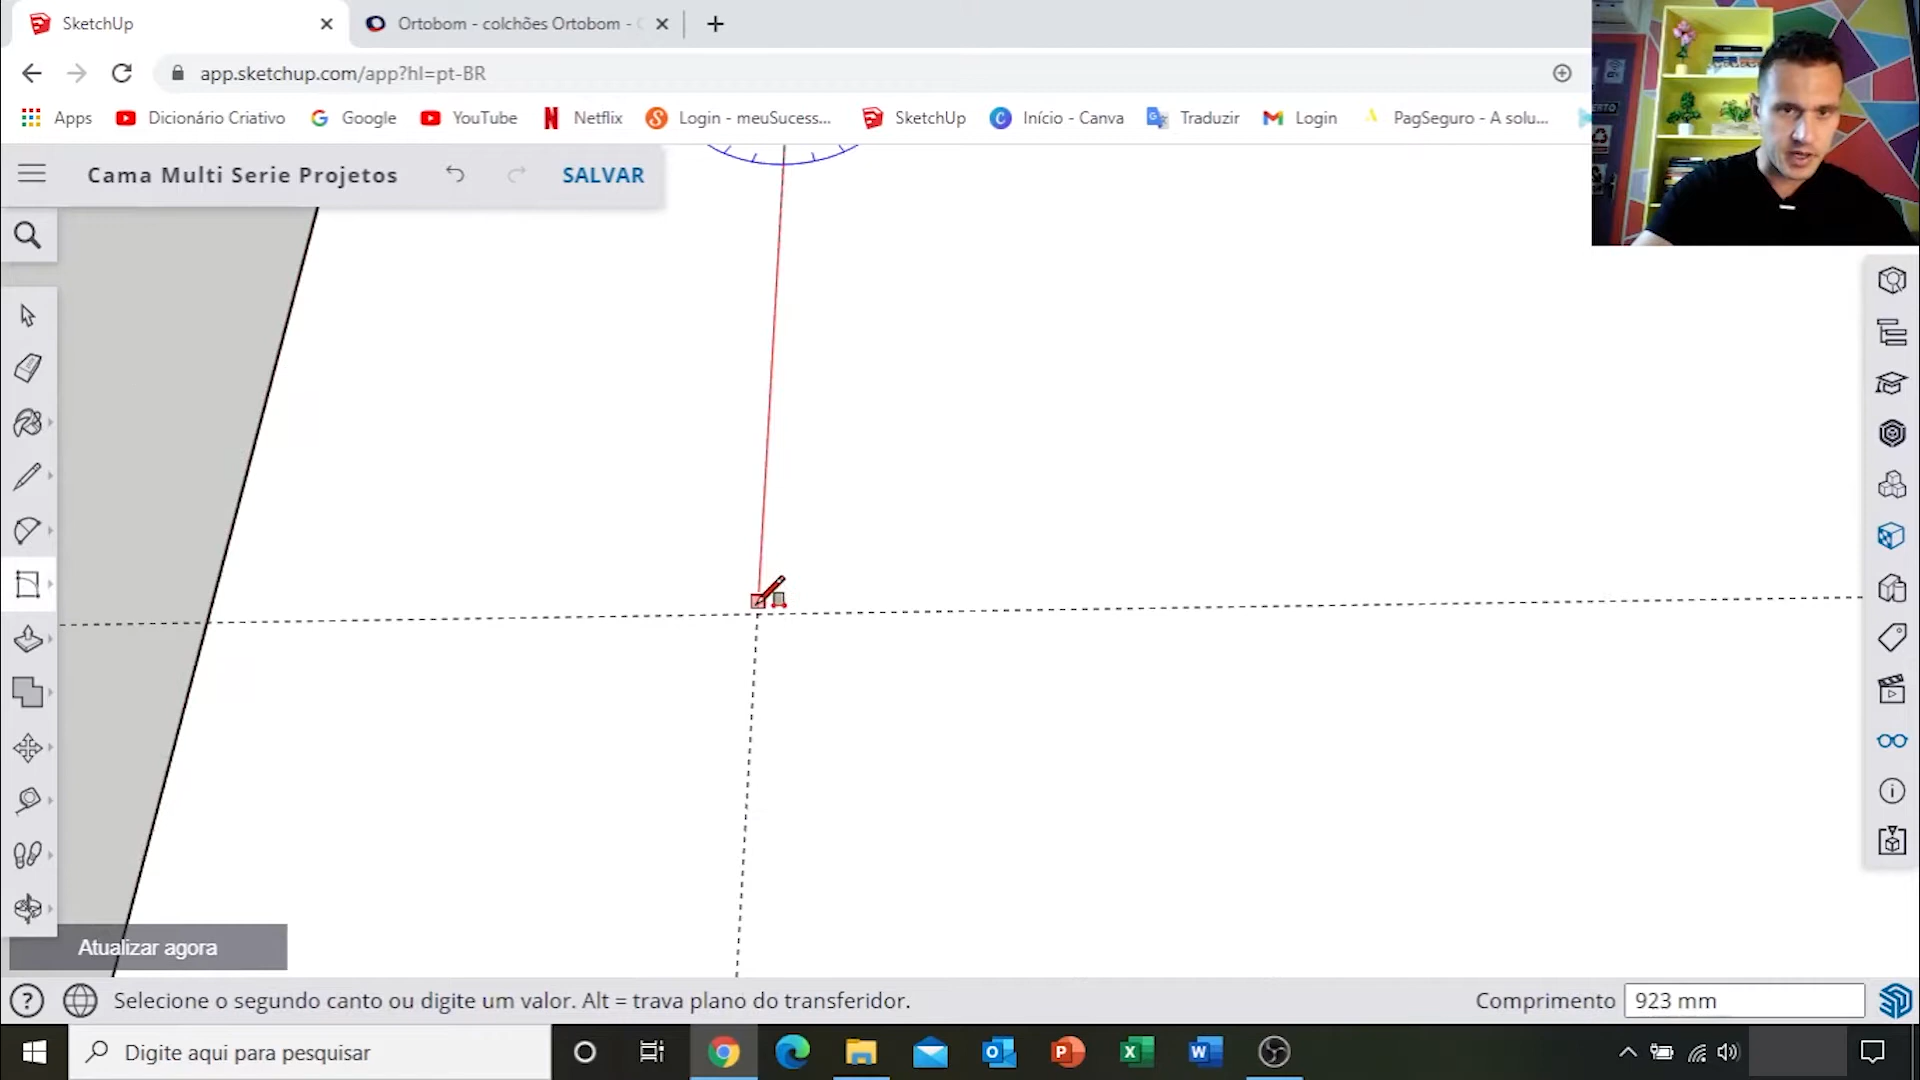 SketchUp
Ortobom - colchões Ortobom -
app.sketchup.com/app?hl=pt-BR
Apps
Dicionário Criativo
Google
YouTube
Netflix
Login - meuSucess...
SketchUp
Início - Canva
Traduzir
Login
PagSeguro - A solu...
Cama Multi Serie Projetos
SALVAR
Atualizar agora
Selecione o segundo canto ou digite um valor. Alt = trava plano do transferidor.
Comprimento 923 mm
Digite aqui para pesquisar